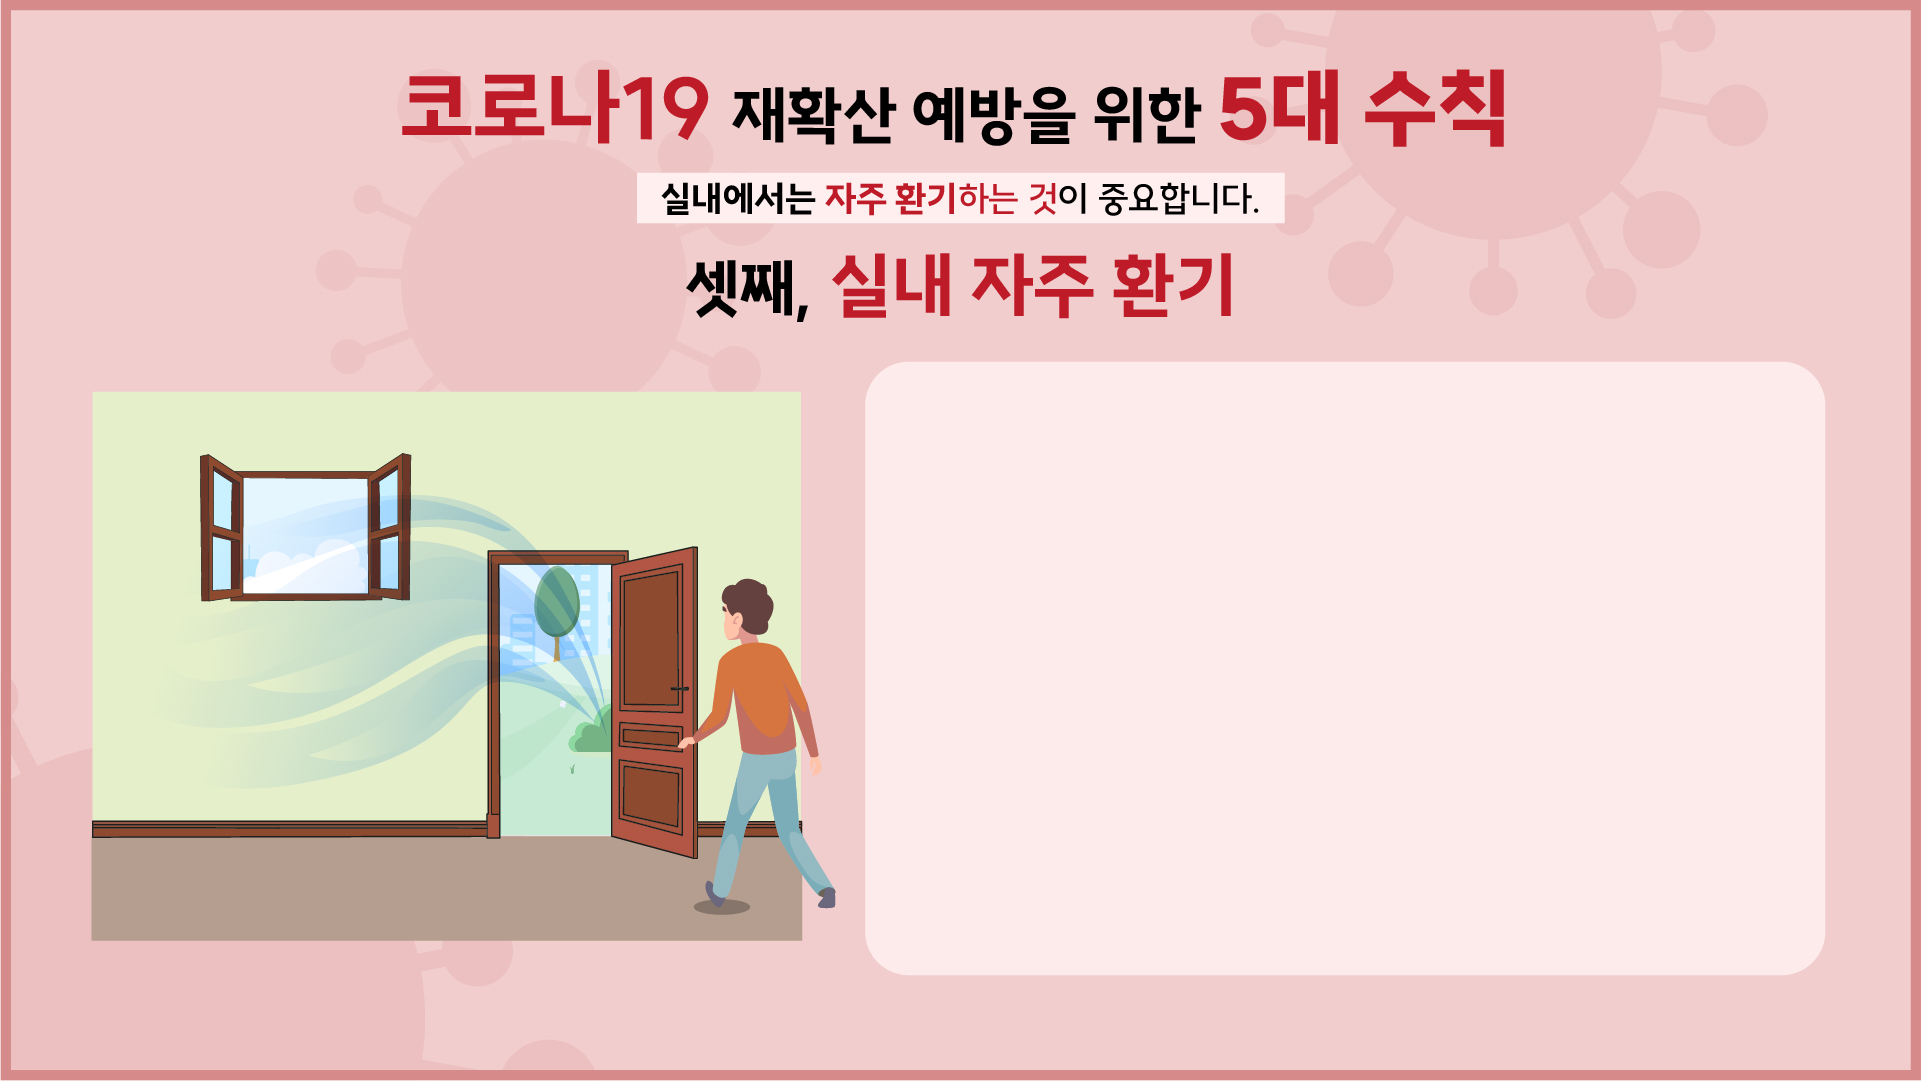 코로나19 재확산 예방을 위한 5대 수칙
실내에서는 자주 환기하는 것이 중요합니다.
셋째, 실내 자주 환기